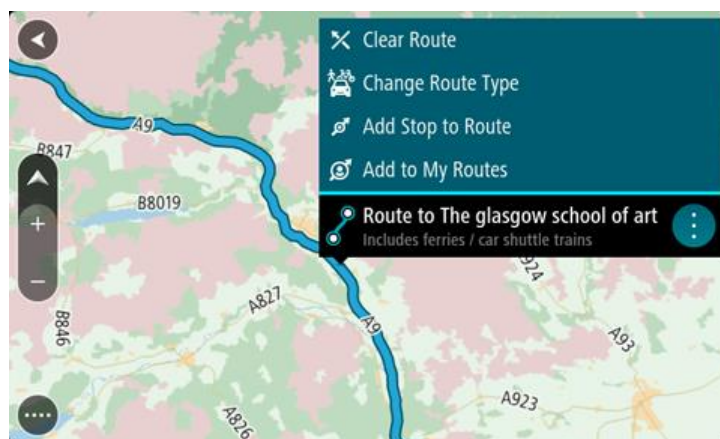 Clear Route
Change Route Type
Add Stop to Route
Add to My Routes
Route to The glasgow school of art
Includes ferries / car shuttle trains
A9
B847
B8019
A827
B846
A9
A924
A93
A923
A826